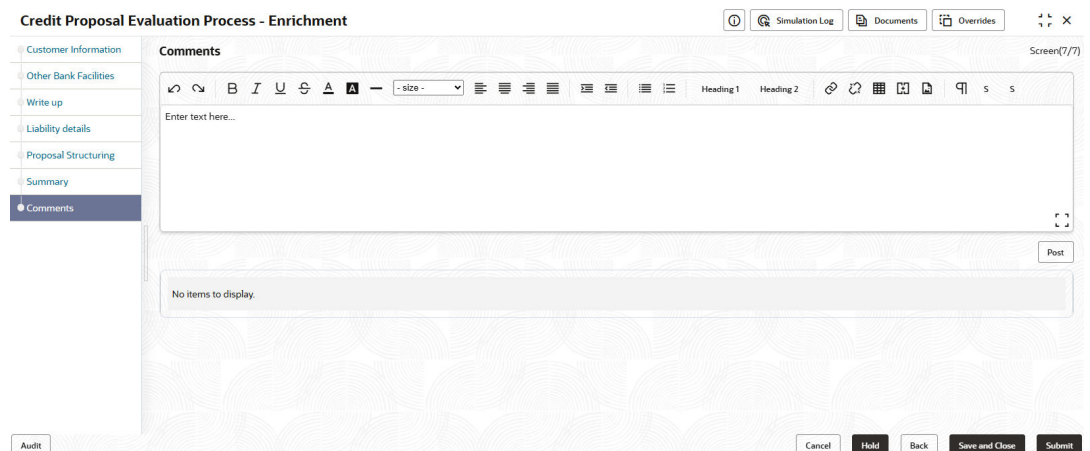 Credit Proposal Evaluation Process - Enrichment
Simulation Log
Documents
Overrides
Customer Information
Other Bank Facilities
Write up
Liability details
Proposal Structuring
Summary
Comments
Comments
Screen(7/7)
B I U S A A - size - Heading 1 Heading 2 S S
Enter text here...
Post
No items to display.
Audit
Cancel
Hold
Back
Save and Close
Submit